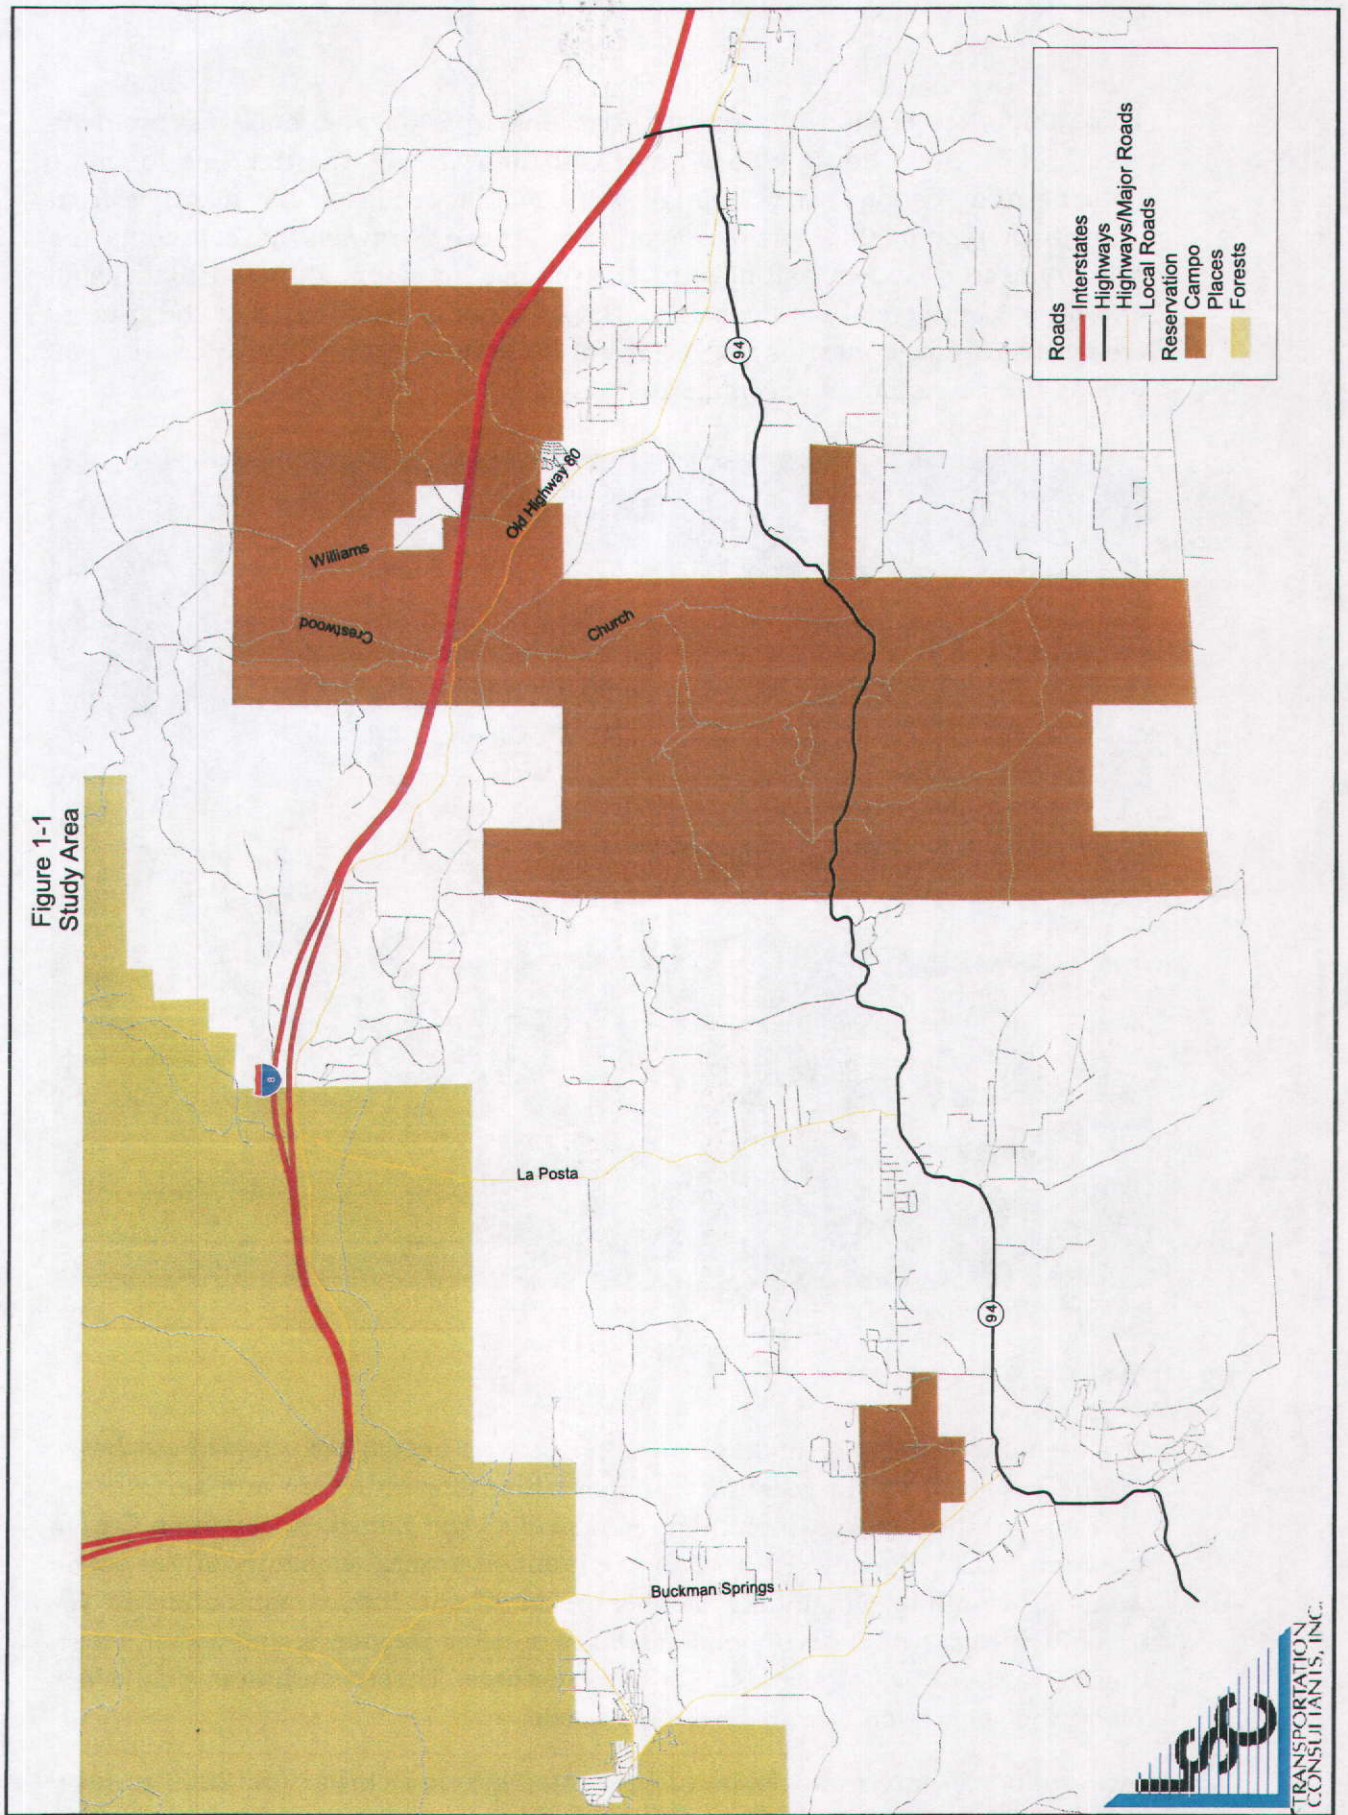 Figure 1-1
Study Area
8
Williams
Crestwood
Old Highway 80
Church
94
La Posta
94
Buckman Springs
Roads
Interstates
Highways
Highways/Major Roads
Local Roads
Reservation
Campo
Places
Forests
LSC
TRANSPORTATION
CONSULTANTS, INC.